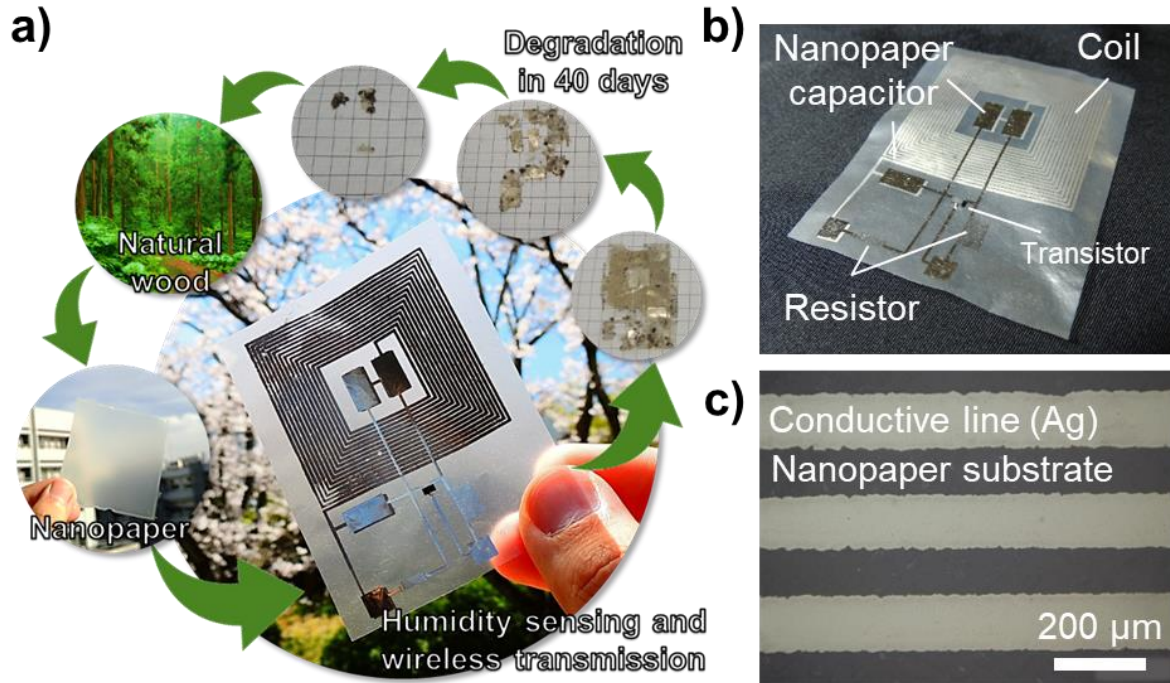 a)
Degradation
in 40 days
Natural
wood
Nanopaper
Humidity sensing and
wireless transmission
b)
Nanopaper
capacitor
Coil
Transistor
Resistor
c)
Conductive line (Ag)
Nanopaper substrate
200 µm